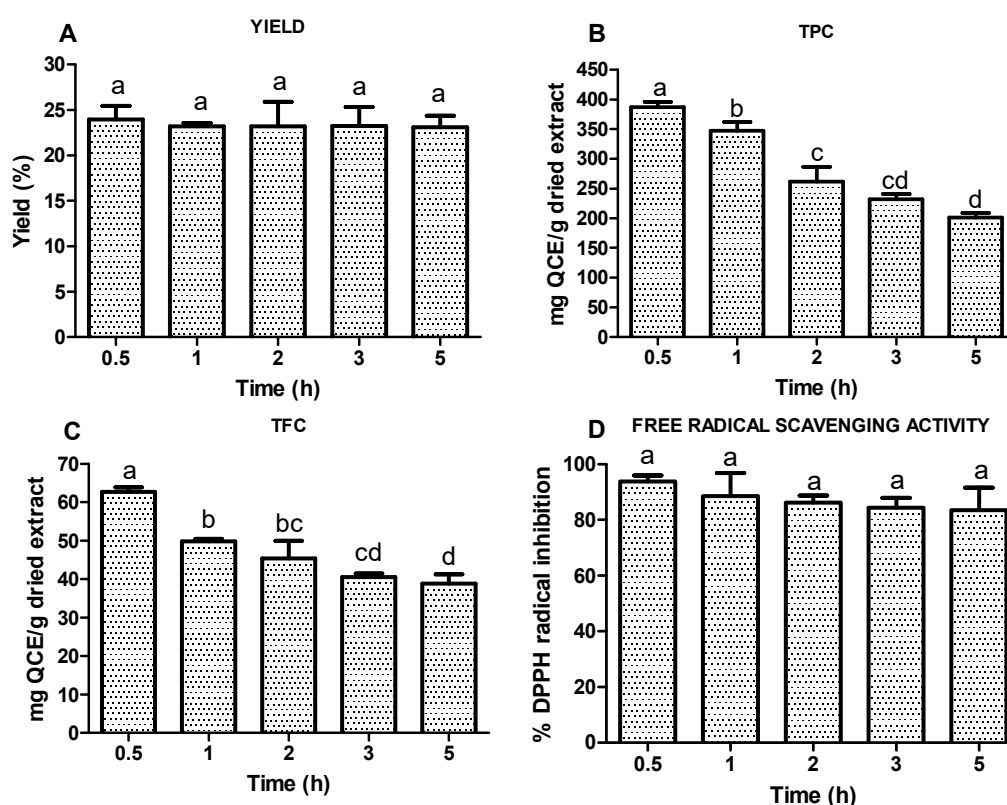 A
YIELD
Yield (%)
30
25
20
15
10
5
0
a a a a a
0.5 1 2 3 5
Time (h)
B
TPC
mg QCE/g dried extract
450
400
350
300
250
200
150
100
50
0
a b c cd d
0.5 1 2 3 5
Time (h)
C
TFC
mg QCE/g dried extract
70
60
50
40
30
20
10
0
a b bc cd d
0.5 1 2 3 5
Time (h)
D FREE RADICAL SCAVENGING ACTIVITY
% DPPH radical inhibition
100
80
60
40
20
0
a a a a a
0.5 1 2 3 5
Time (h)